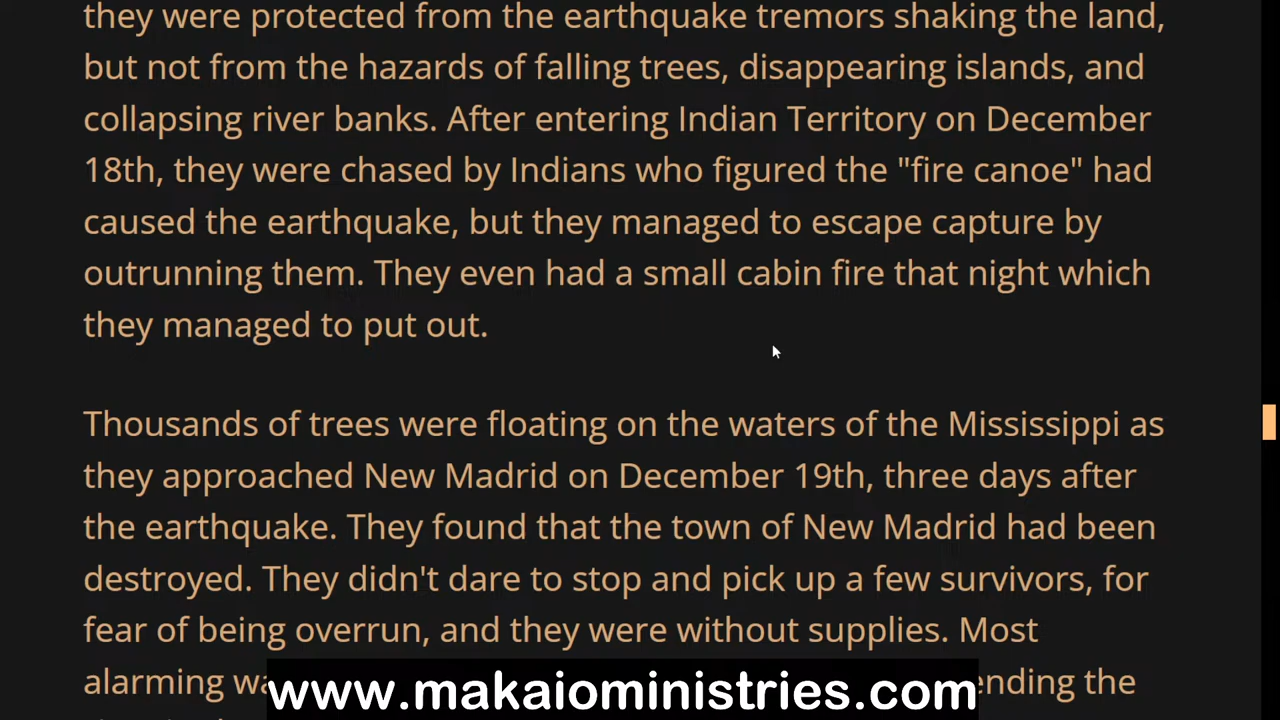 they were protected from the earthquake tremors shaking the land,
but not from the hazards of falling trees, disappearing islands, and
collapsing river banks. After entering Indian Territory on December
18th, they were chased by Indians who figured the "fire canoe" had
caused the earthquake, but they managed to escape capture by
outrunning them. They even had a small cabin fire that night which
they managed to put out.
Thousands of trees were floating on the waters of the Mississippi as
they approached New Madrid on December 19th, three days after
the earthquake. They found that the town of New Madrid had been
destroyed. They didn't dare to stop and pick up a few survivors, for
fear of being overrun, and they were without supplies. Most
alarming the
www.makaiominstries.com